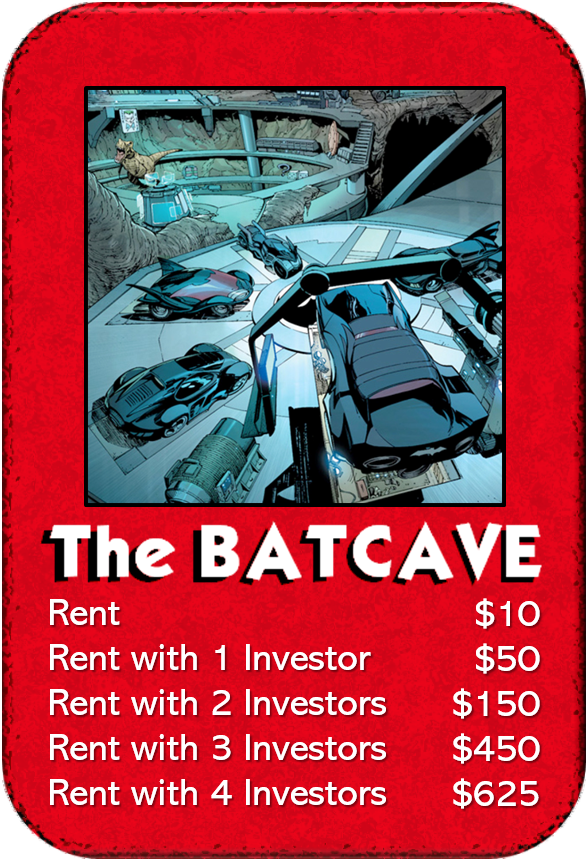 The BATCAVE
Rent $10
Rent with 1 Investor $50
Rent with 2 Investors $150
Rent with 3 Investors $450
Rent with 4 Investors $625